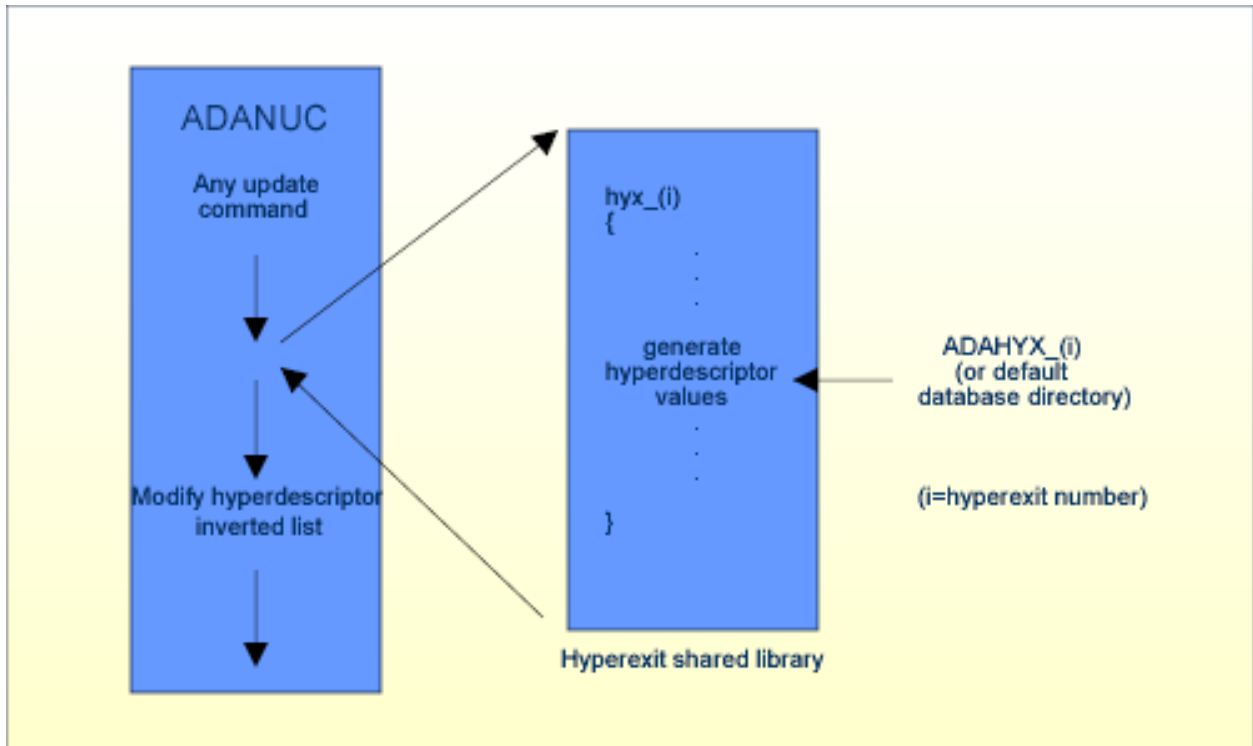 ADANUC
Any update
command
Modify hyperdescriptor
inverted list
hyx_(i)
{
.
.
.
generate
hyperdescriptor
values
.
.
.
}
Hyperexit shared library
ADAHYX_(i)
(or default
database directory)
(i=hyperexit number)